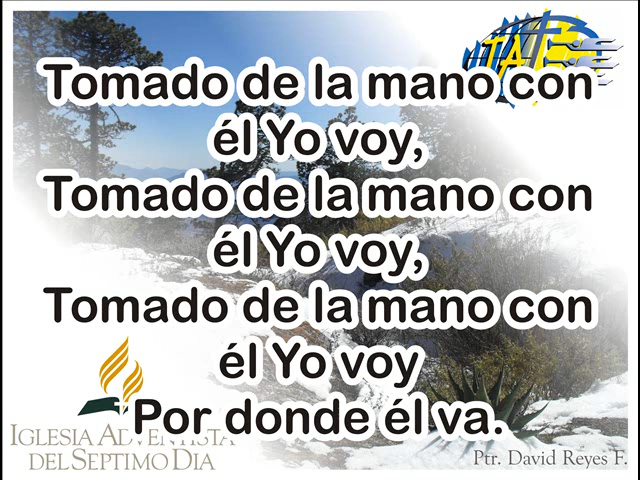 TATE
Tomado de la mano con
él Yo voy,
Tomado de la mano con
él Yo voy,
Tomado de la mano con
él Yo voy
Por donde él va.
IGLESIA ADVENTISTA
DEL SEPTIMO DIA
Ptr. David Reyes F.